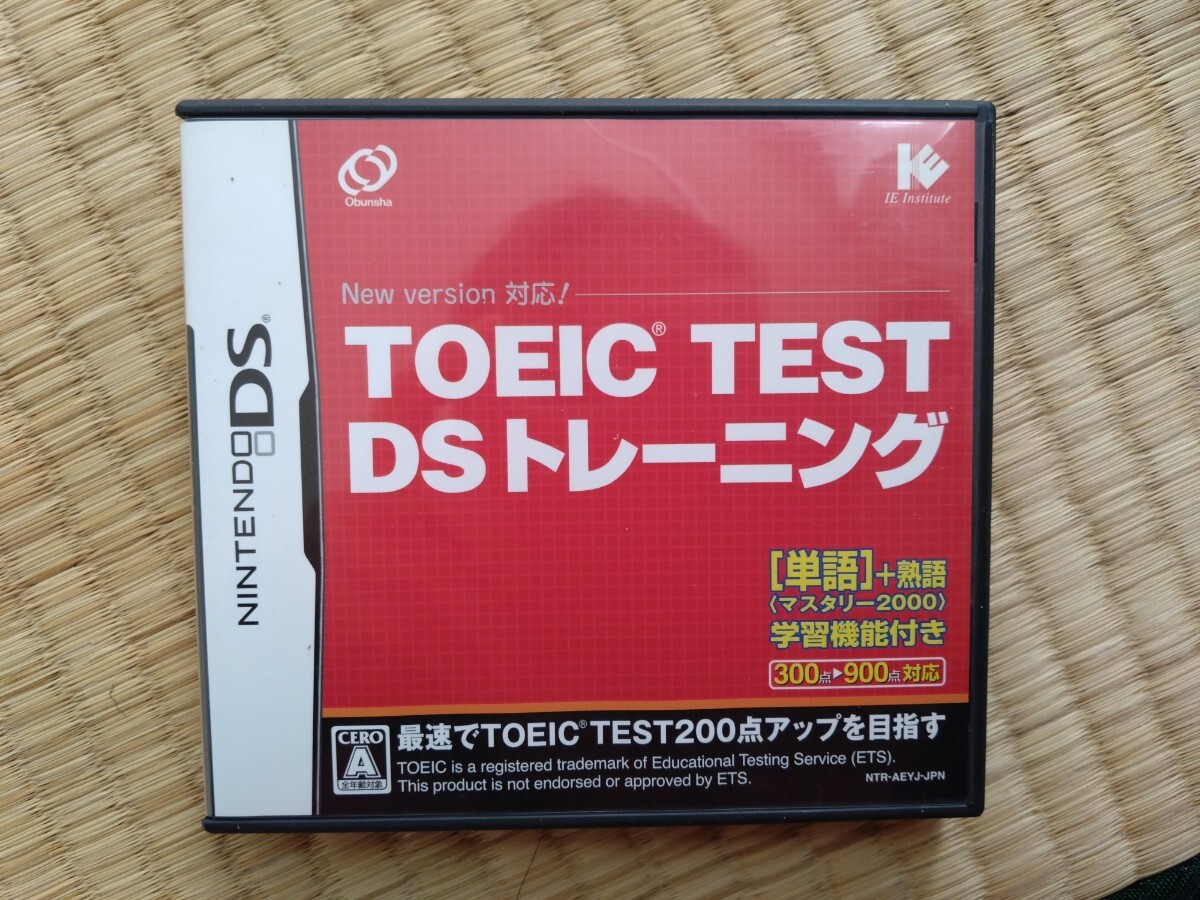 NINTENDO DS®
Obunsha
IE
IE Institute
New version 対応!
TOEIC® TEST
DSトレーニング
[単語]+熟語
〈マスタリー2000〉
学習機能付き
300点▶900点対応
CERO
A
全年齢対象
最速でTOEIC® TEST200点アップを目指す
TOEIC is a registered trademark of Educational Testing Service (ETS).
This product is not endorsed or approved by ETS.
NTR-AEYJ-JPN